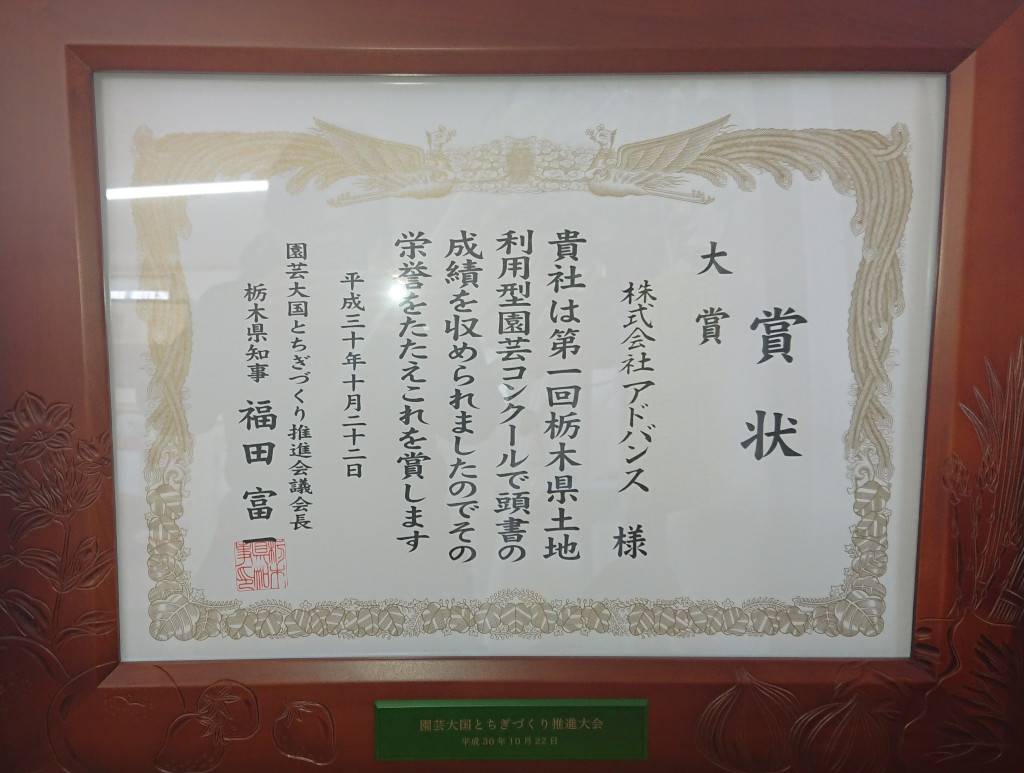 賞状
大賞
株式会社アドバンス 様
貴社は第一回栃木県土地
利用型園芸コンクールで頭書の
成績を収められましたのでその
栄誉をたたえこれを賞します
平成三十年十月二十二日
園芸大国とちぎづくり推進会議会長
栃木県知事 福田富一
栃木県知事印
園芸大国とちぎづくり推進大会
平成30年10月22日